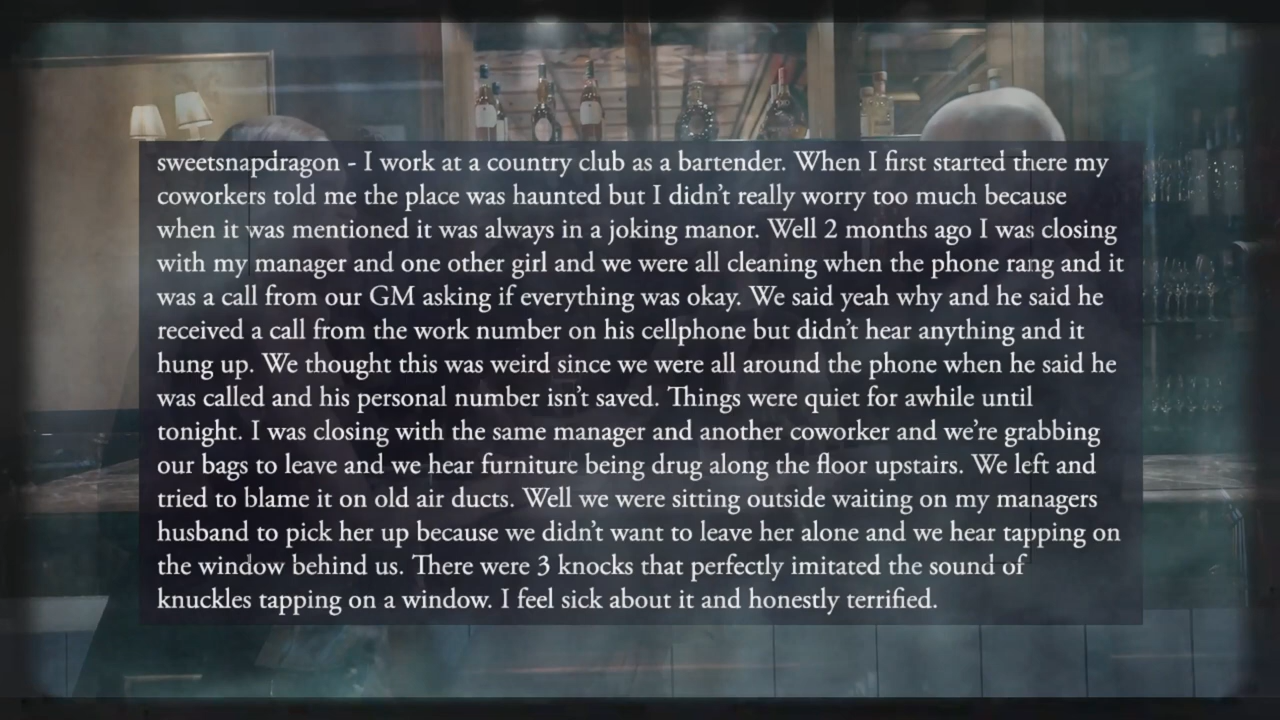 sweetsnapdragon - I work at a country club as a bartender. When I first started there my
coworkers told me the place was haunted but I didn’t really worry too much because
when it was mentioned it was always in a joking manor. Well 2 months ago I was closing
with my manager and one other girl and we were all cleaning when the phone rang and it
was a call from our GM asking if everything was okay. We said yeah why and he said he
received a call from the work number on his cellphone but didn’t hear anything and it
hung up. We thought this was weird since we were all around the phone when he said he
was called and his personal number isn’t saved. Things were quiet for awhile until
tonight. I was closing with the same manager and another coworker and we’re grabbing
our bags to leave and we hear furniture being drug along the floor upstairs. We left and
tried to blame it on old air ducts. Well we were sitting outside waiting on my managers
husband to pick her up because we didn’t want to leave her alone and we hear tapping on
the window behind us. There were 3 knocks that perfectly imitated the sound of
knuckles tapping on a window. I feel sick about it and honestly terrified.